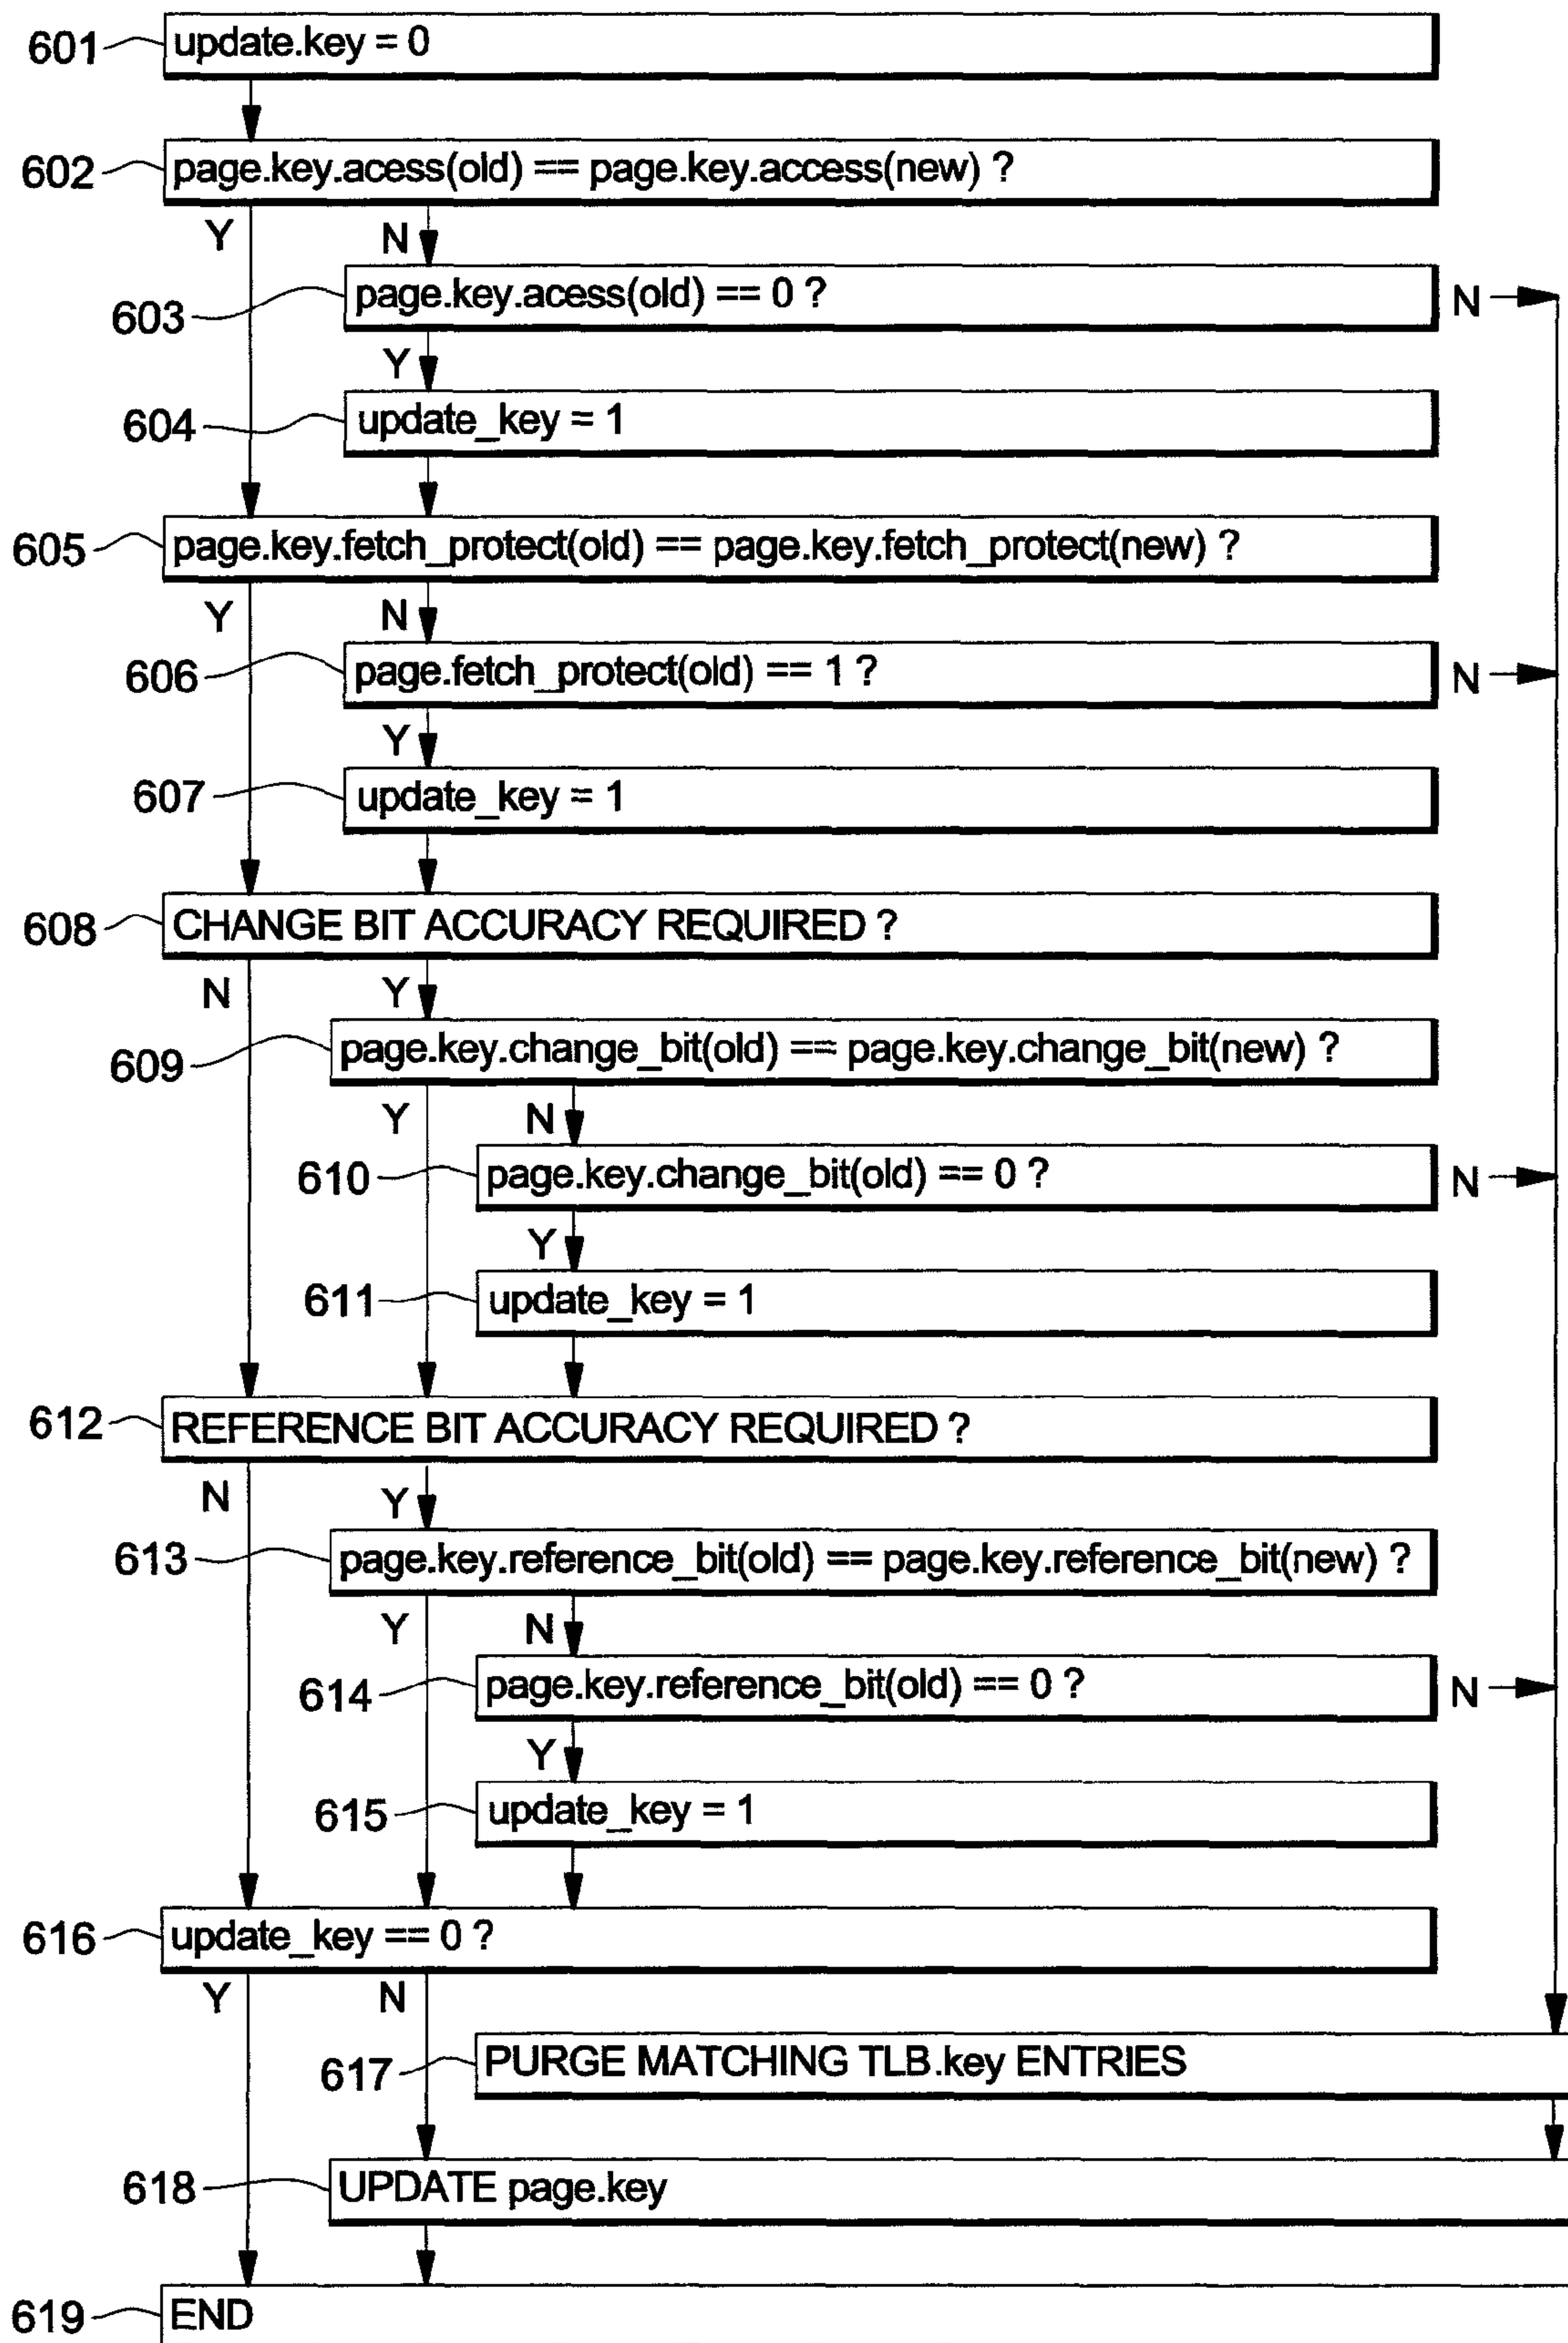 601 update.key = 0
602 page.key.acess(old) == page.key.access(new) ?
Y N
603 page.key.acess(old) == 0 ? N
Y
604 update_key = 1
605 page.key.fetch_protect(old) == page.key.fetch_protect(new) ?
Y N
606 page.fetch_protect(old) == 1 ? N
Y
607 update_key = 1
608 CHANGE BIT ACCURACY REQUIRED ?
N Y
609 page.key.change_bit(old) == page.key.change_bit(new) ?
Y N
610 page.key.change_bit(old) == 0 ? N
Y
611 update_key = 1
612 REFERENCE BIT ACCURACY REQUIRED ?
N Y
613 page.key.reference_bit(old) == page.key.reference_bit(new) ?
Y N
614 page.key.reference_bit(old) == 0 ? N
Y
615 update_key = 1
616 update_key == 0 ?
Y N
617 PURGE MATCHING TLB.key ENTRIES
618 UPDATE page.key
619 END